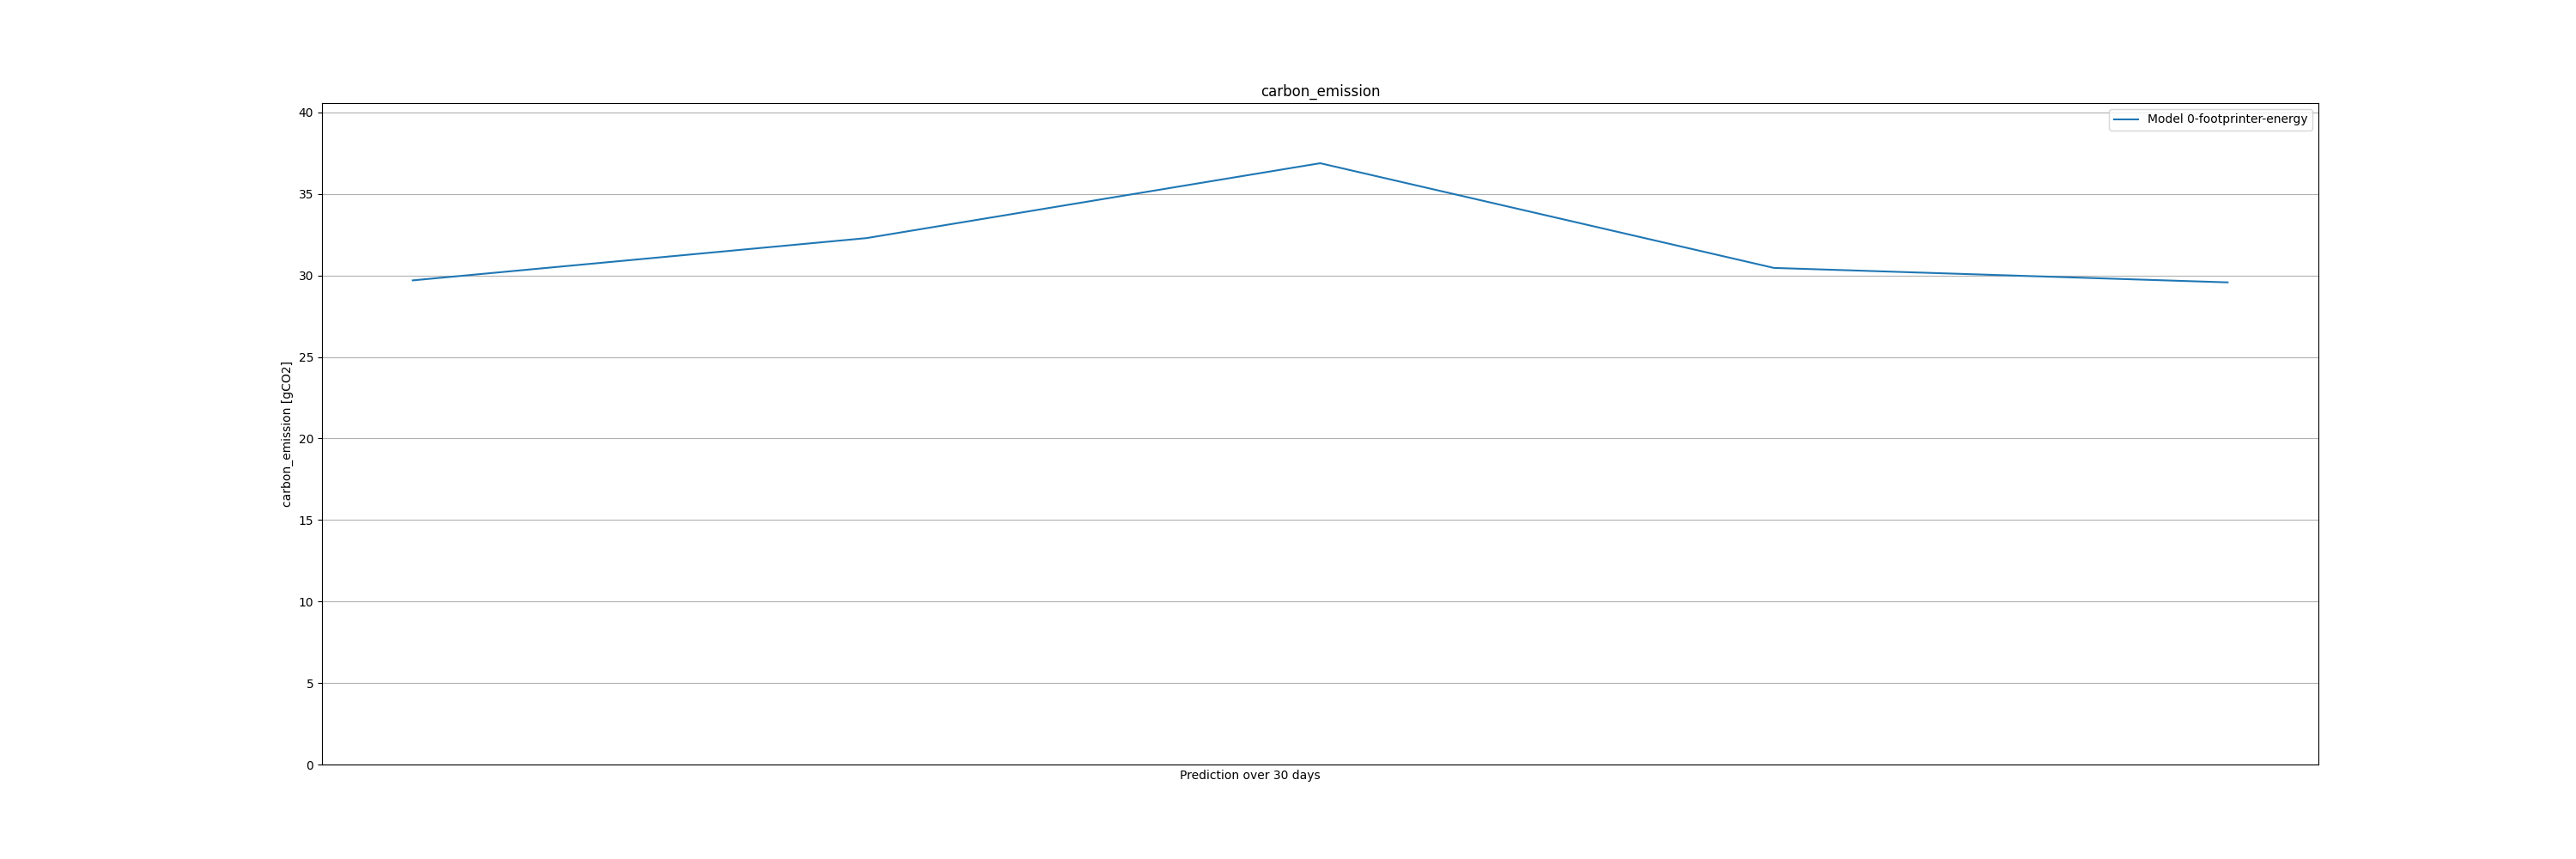 carbon_emission
Model 0-footprinter-energy
carbon_emission [gCO2]
40
35
30
25
20
15
10
5
0
Prediction over 30 days